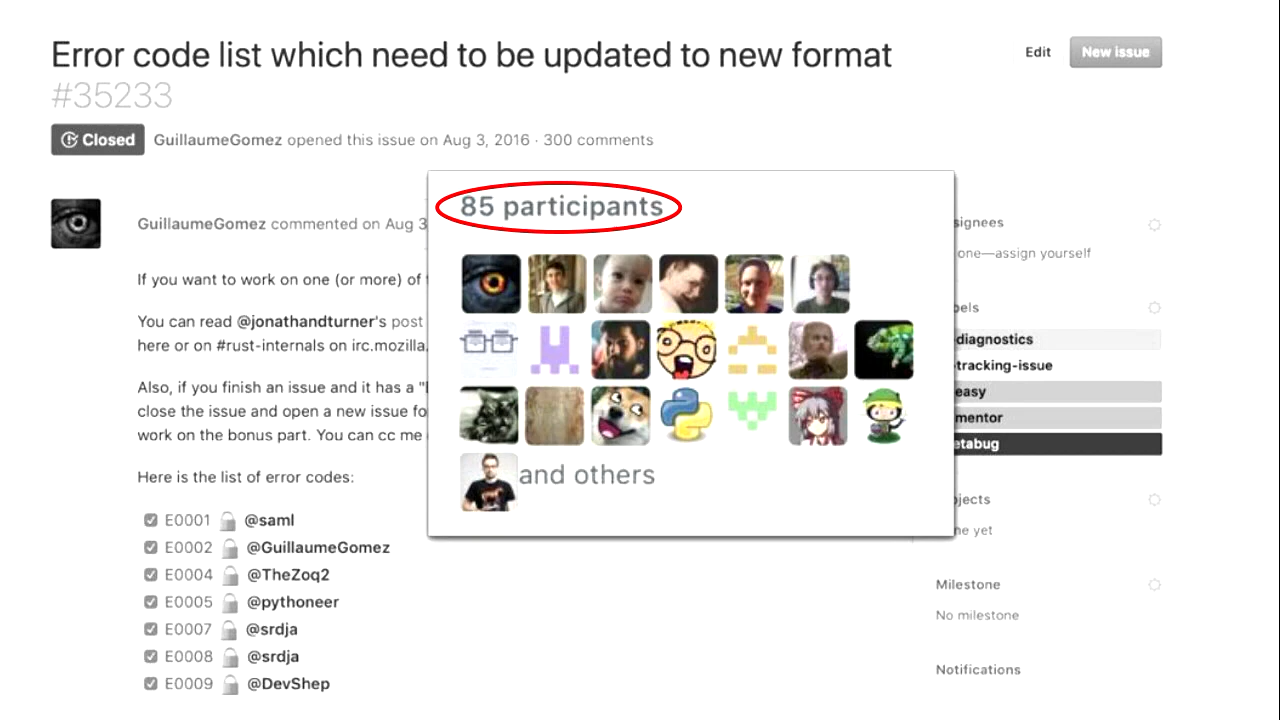 Error code list which need to be updated to new format
#35233
Edit
New issue
Closed
GuillaumeGomez opened this issue on Aug 3, 2016 · 300 comments
GuillaumeGomez commented on Aug 3
If you want to work on one (or more) of
You can read @jonathandturner's post
here or on #rust-internals on irc.mozilla.
Also, if you finish an issue and it has a "
close the issue and open a new issue fo
work on the bonus part. You can cc me
Here is the list of error codes:
E0001 @saml
E0002 @GuillaumeGomez
E0004 @TheZoq2
E0005 @pythoneer
E0007 @srdja
E0008 @srdja
E0009 @DevShep
85 participants
and others
signees
one—assign yourself
bels
diagnostics
tracking-issue
easy
mentor
etabug
jects
ne yet
Milestone
No milestone
Notifications